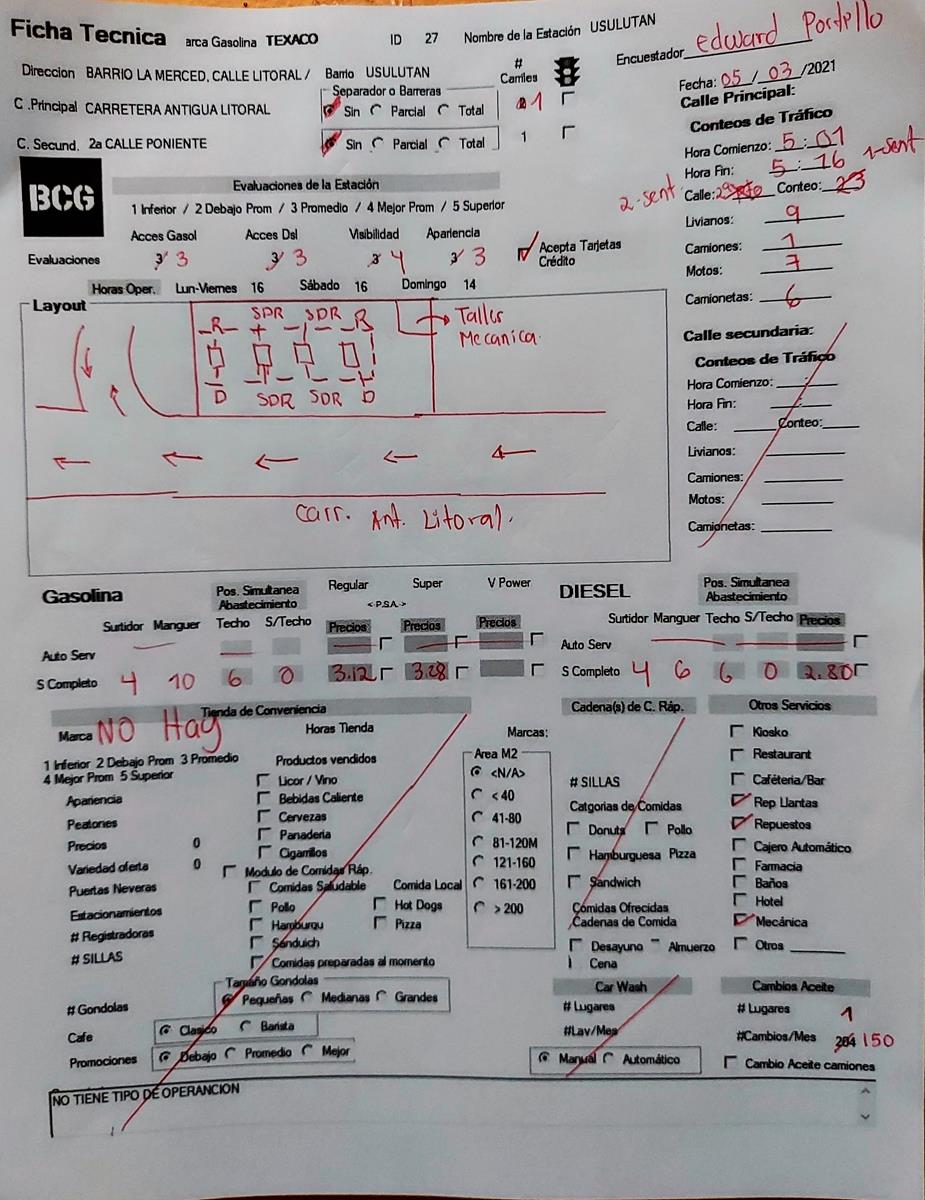 Ficha Tecnica arca Gasolina TEXACO ID 27 Nombre de la Estación USULUTAN
Encuestador Edward Portillo
Direccion BARRIO LA MERCED, CALLE LITORAL / Barrio USULUTAN
# Carriles
Fecha: 05 / 03 /2021
Separador o Barreras
C .Principal CARRETERA ANTIGUA LITORAL Sin Parcial Total 1
Calle Principal:
Conteos de Tráfico
C. Secund. 2a CALLE PONIENTE Sin Parcial Total 1
Hora Comienzo: 5 : 01
Hora Fin: 5 : 16 1-sent
2-sent Calle: Conteo: 23
BCG
Evaluaciones de la Estación
1 Inferior / 2 Debajo Prom / 3 Promedio / 4 Mejor Prom / 5 Superior
Livianos: 9
Acces Gasol Acces Dsl Visibilidad Apariencia
Acepta Tarjetas Crédito
Camiones: 1
Evaluaciones 3 3 3 3 3 4 3 3
Motos: 7
Horas Oper. Lun-Viernes 16 Sábado 16 Domingo 14
Camionetas: 6
Layout
SDR SDR
R R
Taller
Mecanica.
D SDR SDR D
Carr. Ant. Litoral.
Calle secundaria:
Conteos de Tráfico
Hora Comienzo: :
Hora Fin: :
Calle: Conteo:
Livianos:
Camiones:
Motos:
Camionetas:
Gasolina Pos. Simultanea Abastecimiento Regular Super V Power
<-P.S.A.->
DIESEL Pos. Simultanea Abastecimiento
Surtidor Manguer Techo S/Techo Precios Precios Precios
Surtidor Manguer Techo S/Techo Precios
Auto Serv
Auto Serv
S Completo 4 10 6 0 3.12 3.28
S Completo 4 6 6 0 2.80
Tienda de Conveniencia
Marca NO Hay Horas Tienda
1 Inferior 2 Debajo Prom 3 Promedio
4 Mejor Prom 5 Superior
Apariencia
Peatones
Precios 0
Variedad oferta 0
Puertas Neveras
Estacionamientos
# Registradoras
# SILLAS
# Gondolas
Productos vendidos
Licor / Vino
Bebidas Caliente
Cervezas
Panaderia
Cigarrillos
Modulo de Comidas Ráp.
Comidas Saludable Comida Local
Pollo Hot Dogs
Hamburgu Pizza
Sanduich
Comidas preparadas al momento
Tamaño Gondolas
Pequeñas Medianas Grandes
Cafe Clasico Barista
Promociones Debajo Promedio Mejor
Marcas:
Area M2
<N/A>
< 40
41-80
81-120M
121-160
161-200
> 200
Cadena(s) de C. Ráp.
# SILLAS
Catgorias de Comidas
Donuts Pollo
Hamburguesa Pizza
Sandwich
Comidas Ofrecidas
Cadenas de Comida
Desayuno Almuerzo
Cena
Otros Servicios
Kiosko
Restaurant
Caféteria/Bar
Rep Llantas
Repuestos
Cajero Automático
Farmacia
Baños
Hotel
Mecánica
Otros
Car Wash
# Lugares
#Lav/Mes
Manual Automático
Cambios Aceite
# Lugares 1
#Cambios/Mes 204 150
Cambio Aceite camiones
NO TIENE TIPO DE OPERANCION